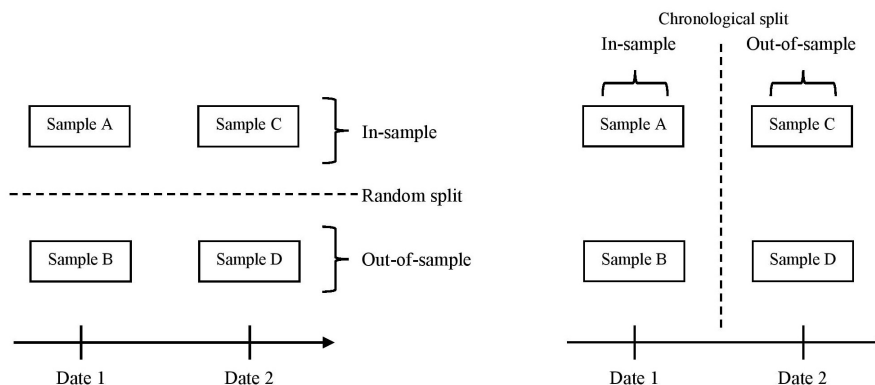 Sample A
Sample C
In-sample
Random split
Sample B
Sample D
Out-of-sample
Date 1
Date 2
Chronological split
In-sample
Out-of-sample
Sample A
Sample C
Sample B
Sample D
Date 1
Date 2